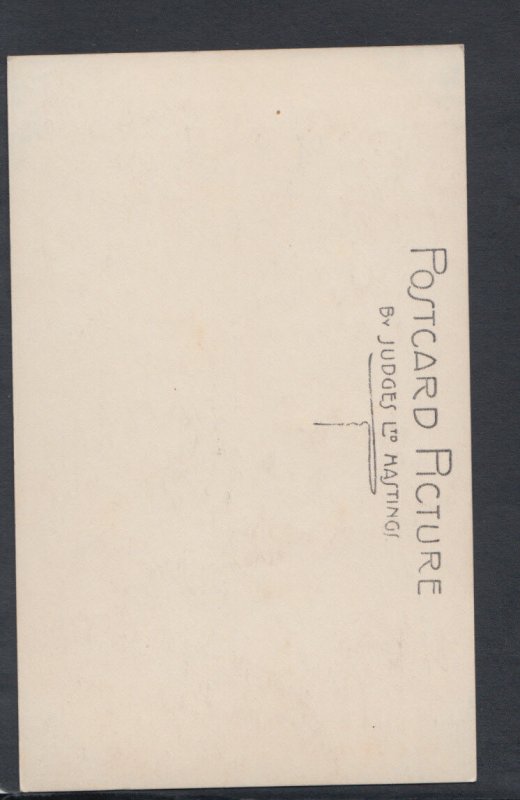 POSTCARD PICTURE
BY JUDGES LTD HASTINGS.